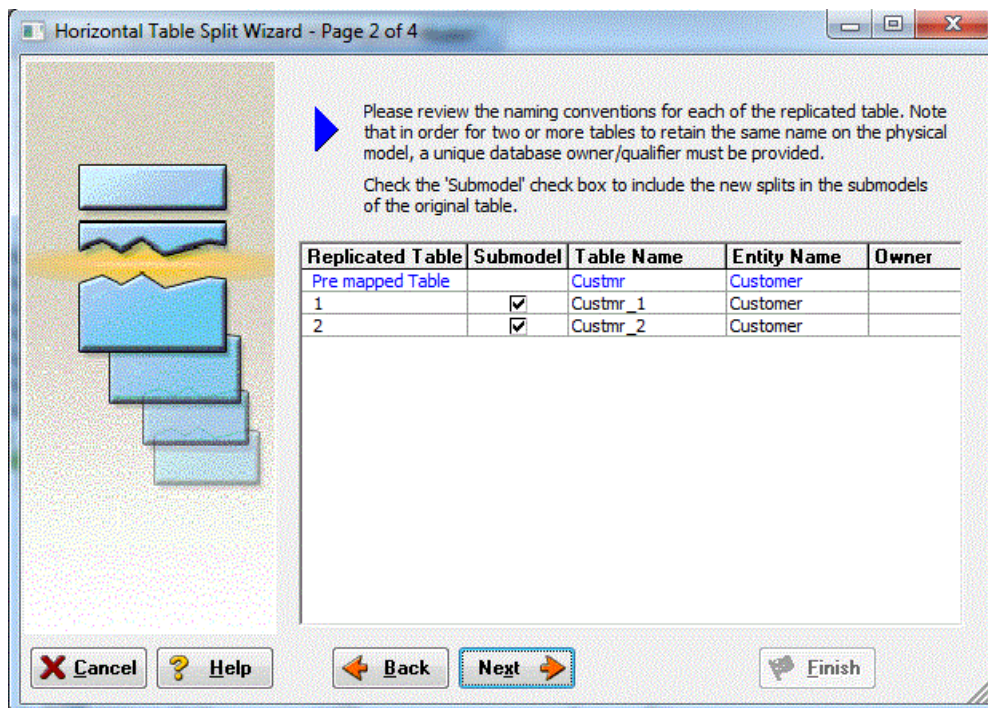 Horizontal Table Split Wizard - Page 2 of 4
Please review the naming conventions for each of the replicated table. Note
that in order for two or more tables to retain the same name on the physical
model, a unique database owner/qualifier must be provided.
Check the 'Submodel' check box to include the new splits in the submodels
of the original table.
Replicated Table Submodel Table Name Entity Name Owner
Pre mapped Table Custmr Customer
1 Custmr_1 Customer
2 Custmr_2 Customer
Cancel Help Back Next Finish